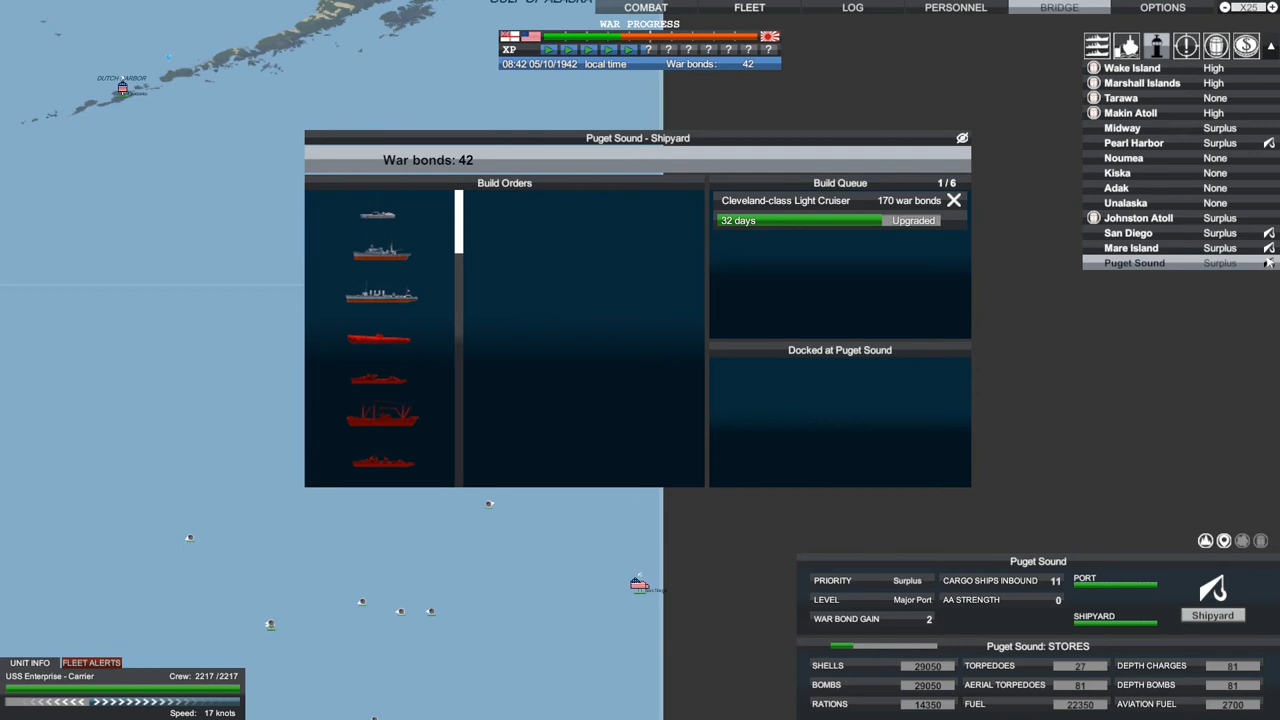 GULF OF ALASKA
COMBAT FLEET LOG PERSONNEL BRIDGE OPTIONS X25
WAR PROGRESS
XP ? ? ? ? ? ? ?
08:42 05/10/1942 local time War bonds: 42
DUTCH HARBOR
Wake Island High
Marshall Islands High
Tarawa None
Makin Atoll High
Midway Surplus
Pearl Harbor Surplus
Noumea None
Kiska None
Adak None
Unalaska None
Johnston Atoll Surplus
San Diego Surplus
Mare Island Surplus
Puget Sound Surplus
Puget Sound - Shipyard
War bonds: 42
Build Orders
Build Queue 1 / 6
Cleveland-class Light Cruiser 170 war bonds
32 days Upgraded
Docked at Puget Sound
San Diego
Puget Sound
PRIORITY Surplus CARGO SHIPS INBOUND 11 PORT
LEVEL Major Port AA STRENGTH 0
WAR BOND GAIN 2 SHIPYARD Shipyard
Puget Sound: STORES
SHELLS 29050 TORPEDOES 27 DEPTH CHARGES 81
BOMBS 29050 AERIAL TORPEDOES 81 DEPTH BOMBS 81
RATIONS 14350 FUEL 22350 AVIATION FUEL 2700
UNIT INFO FLEET ALERTS
USS Enterprise - Carrier Crew: 2217 /2217
Speed: 17 knots